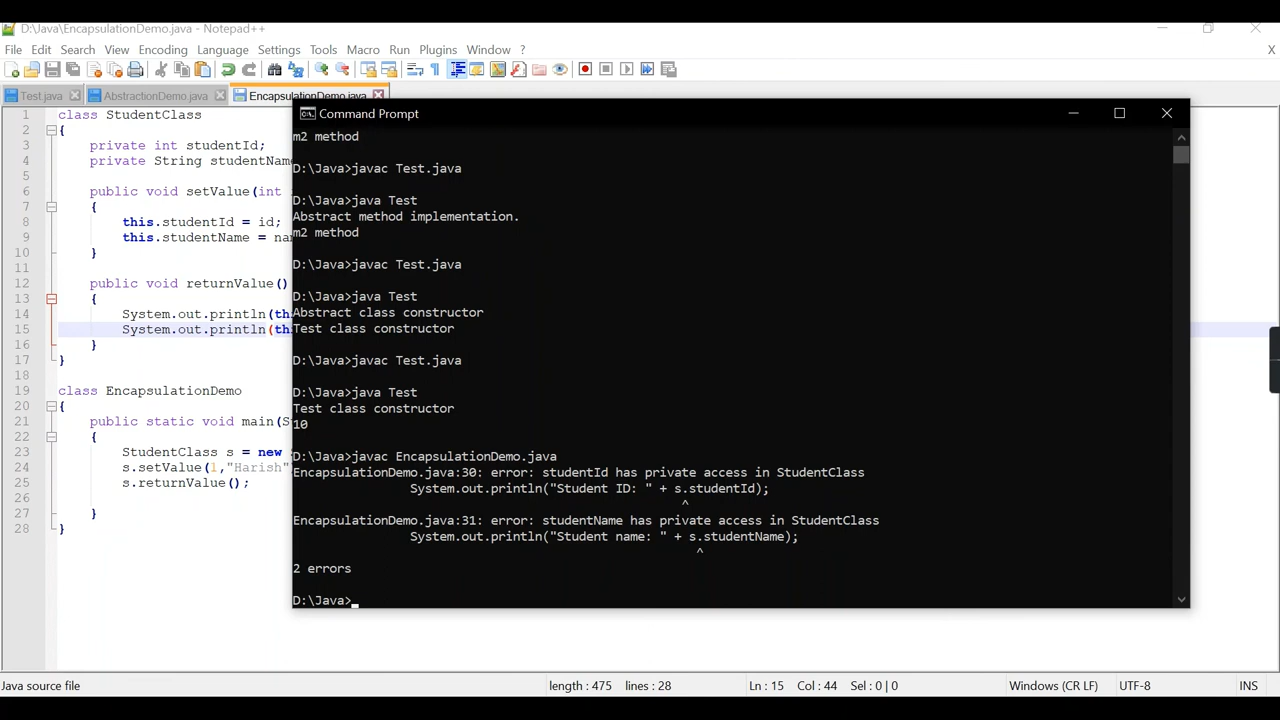 D:\Java\EncapsulationDemo.java - Notepad++
File Edit Search View Encoding Language Settings Tools Macro Run Plugins Window ? X
Test.java AbstractionDemo.java EncapsulationDemo.java
1 class StudentClass
2 {
3 private int studentId;
4 private String studentName
5
6 public void setValue(int
7 {
8 this.studentId = id;
9 this.studentName = na
10 }
11
12 public void returnValue()
13 {
14 System.out.println(th
15 System.out.println(th
16 }
17 }
18
19 class EncapsulationDemo
20 {
21 public static void main(S
22 {
23 StudentClass s = new
24 s.setValue(1,"Harish"
25 s.returnValue();
26
27 }
28 }
Command Prompt
m2 method
D:\Java>javac Test.java
D:\Java>java Test
Abstract method implementation.
m2 method
D:\Java>javac Test.java
D:\Java>java Test
Abstract class constructor
Test class constructor
D:\Java>javac Test.java
D:\Java>java Test
Test class constructor
10
D:\Java>javac EncapsulationDemo.java
EncapsulationDemo.java:30: error: studentId has private access in StudentClass
System.out.println("Student ID: " + s.studentId);
^
EncapsulationDemo.java:31: error: studentName has private access in StudentClass
System.out.println("Student name: " + s.studentName);
^
2 errors
D:\Java>
Java source file length : 475 lines : 28 Ln : 15 Col : 44 Sel : 0 | 0 Windows (CR LF) UTF-8 INS